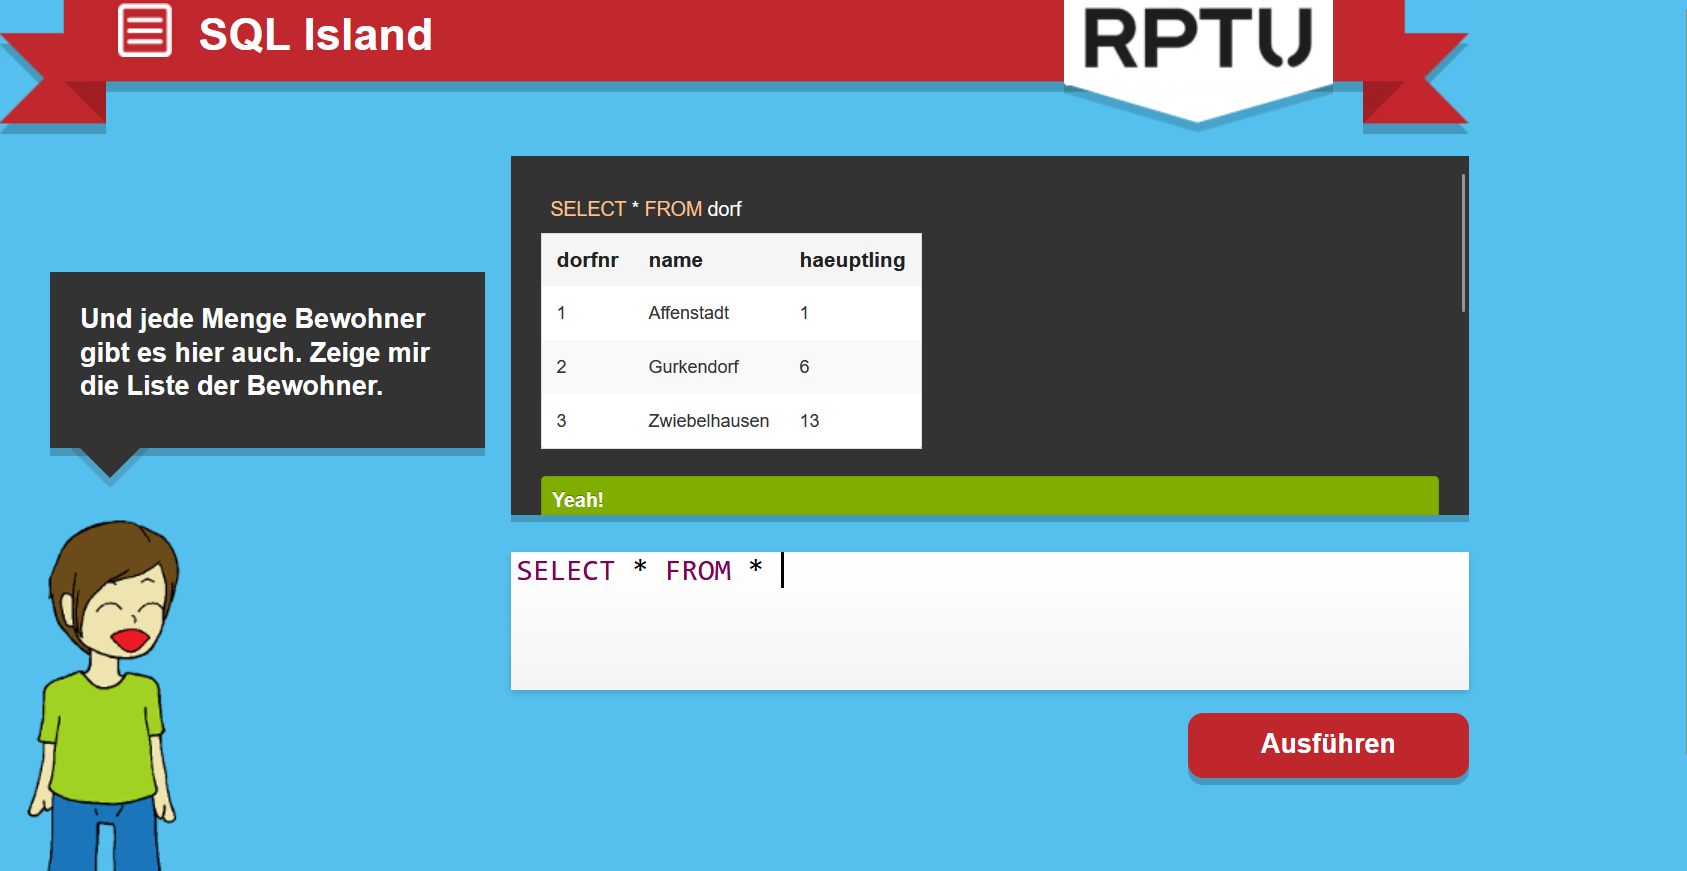 SQL Island
RPTU
SELECT * FROM dorf
dorfnr name haeuptling
1 Affenstadt 1
2 Gurkendorf 6
3 Zwiebelhausen 13
Yeah!
Und jede Menge Bewohner
gibt es hier auch. Zeige mir
die Liste der Bewohner.
SELECT * FROM *
Ausführen